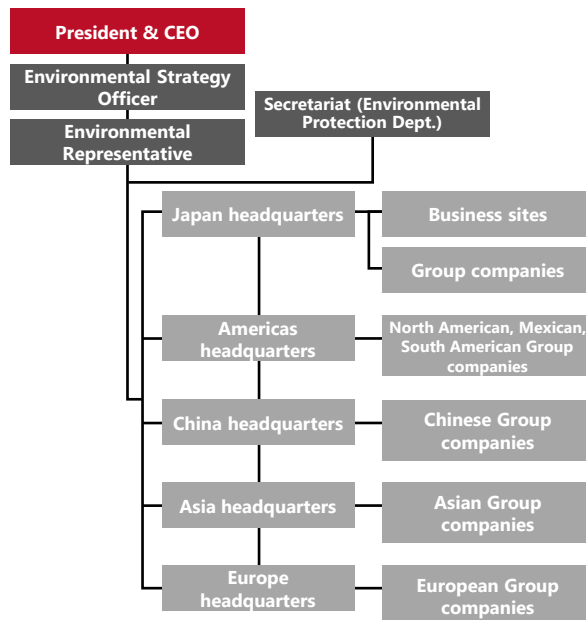 President & CEO
Environmental Strategy
Officer
Environmental
Representative
Secretariat (Environmental
Protection Dept.)
Japan headquarters
Business sites
Group companies
Americas
headquarters
North American, Mexican,
South American Group
companies
China headquarters
Chinese Group
companies
Asia headquarters
Asian Group
companies
Europe
headquarters
European Group
companies